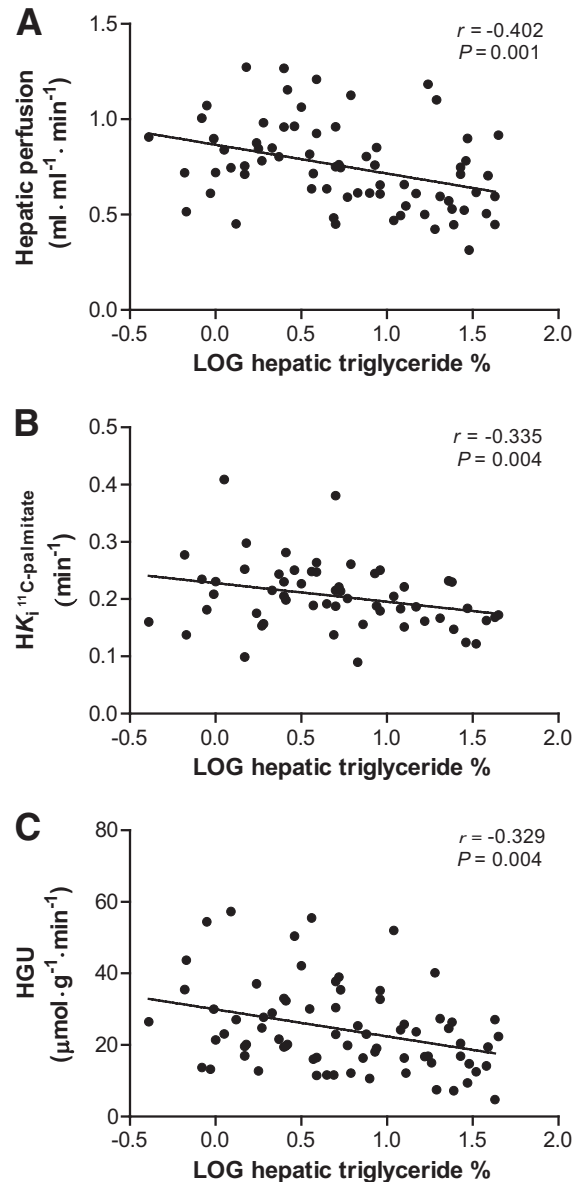 A
r = -0.402
P = 0.001
Hepatic perfusion
(ml·ml⁻¹·min⁻¹)
1.5
1.0
0.5
0.0
-0.5 0.0 0.5 1.0 1.5 2.0
LOG hepatic triglyceride %
B
r = -0.335
P = 0.004
HKi ¹¹C-palmitate
(min⁻¹)
0.5
0.4
0.3
0.2
0.1
0.0
-0.5 0.0 0.5 1.0 1.5 2.0
LOG hepatic triglyceride %
C
r = -0.329
P = 0.004
HGU
(μmol·g⁻¹·min⁻¹)
80
60
40
20
0
-0.5 0.0 0.5 1.0 1.5 2.0
LOG hepatic triglyceride %